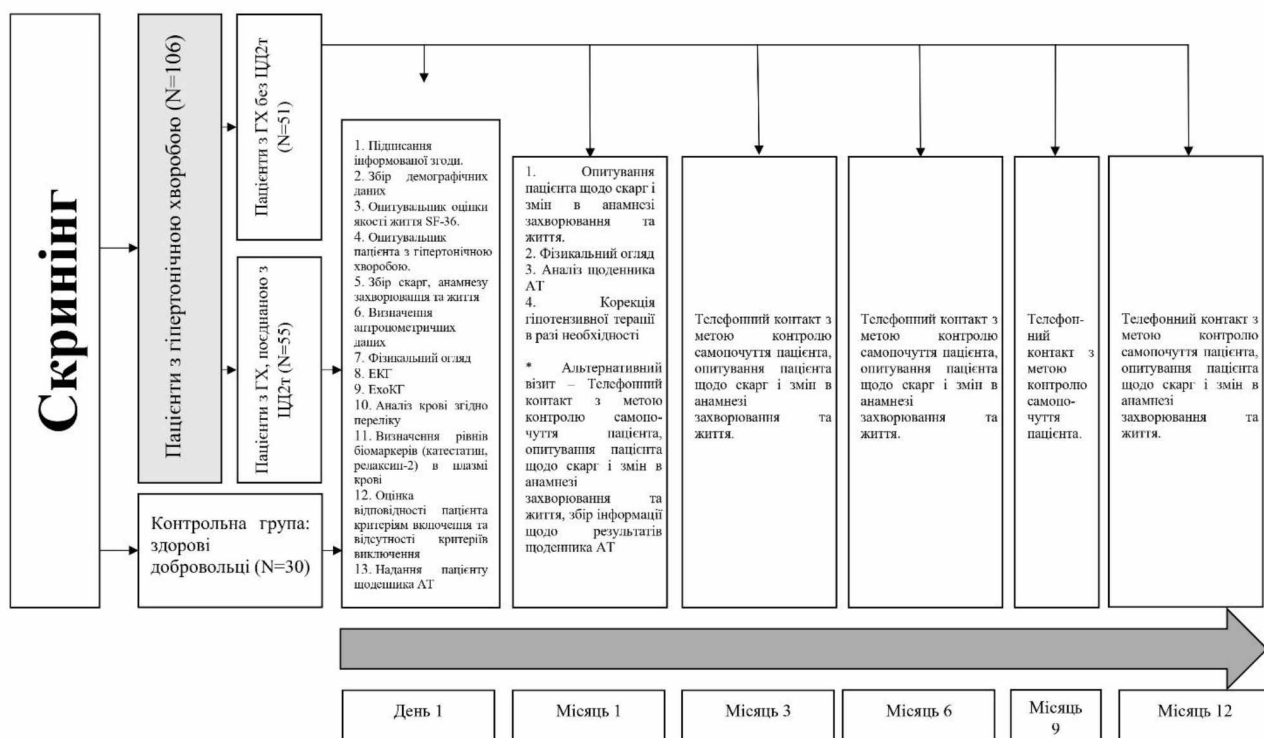 Скринінг
Пацієнти з гіпертонічною хворобою (N=106)
Пацієнти з ГХ без ЦД2т
(N=51)
Пацієнти з ГХ, поєднаною з
ЦД2т (N=55)
Контрольна група:
здорові
добровольці (N=30)
1. Підписання
інформованої згоди.
2. Збір демографічних
даних
3. Опитувальник оцінки
якості життя SF-36.
4. Опитувальник
пацієнта з гіпертонічною
хворобою.
5. Збір скарг, анамнезу
захворювання та життя
6. Визначення
антропометричних
даних
7. Фізикальний огляд
8. ЕКГ
9. ЕхоКГ
10. Аналіз крові згідно
переліку
11. Визначення рівнів
біомаркерів (катестатин,
релаксин-2) в плазмі
крові
12. Оцінка
відповідності пацієнта
критеріям включення та
відсутності критеріїв
виключення
13. Надання пацієнту
щоденника АТ
1. Опитування
пацієнта щодо скарг і
змін в анамнезі
захворювання та
життя.
2. Фізикальний огляд
3. Аналіз щоденника
АТ
4. Корекція
гіпотензивної терапії
в разі необхідності
* Альтернативний
візит – Телефонний
контакт з метою
контролю самопо-
чуття пацієнта,
опитування пацієнта
щодо скарг і змін в
анамнезі
захворювання та
життя, збір інформації
щодо результатів
щоденника АТ
Телефонний контакт з
метою контролю
самопочуття пацієнта,
опитування пацієнта
щодо скарг і змін в
анамнезі
захворювання та
життя.
Телефонний контакт з
метою контролю
самопочуття пацієнта,
опитування пацієнта
щодо скарг і змін в
анамнезі
захворювання та
життя.
Телефон-
ний
контакт з
метою
контролю
самопо-
чуття
пацієнта.
Телефонний контакт з
метою контролю
самопочуття пацієнта,
опитування пацієнта
щодо скарг і змін в
анамнезі
захворювання та
життя.
День 1
Місяць 1
Місяць 3
Місяць 6
Місяць
9
Місяць 12